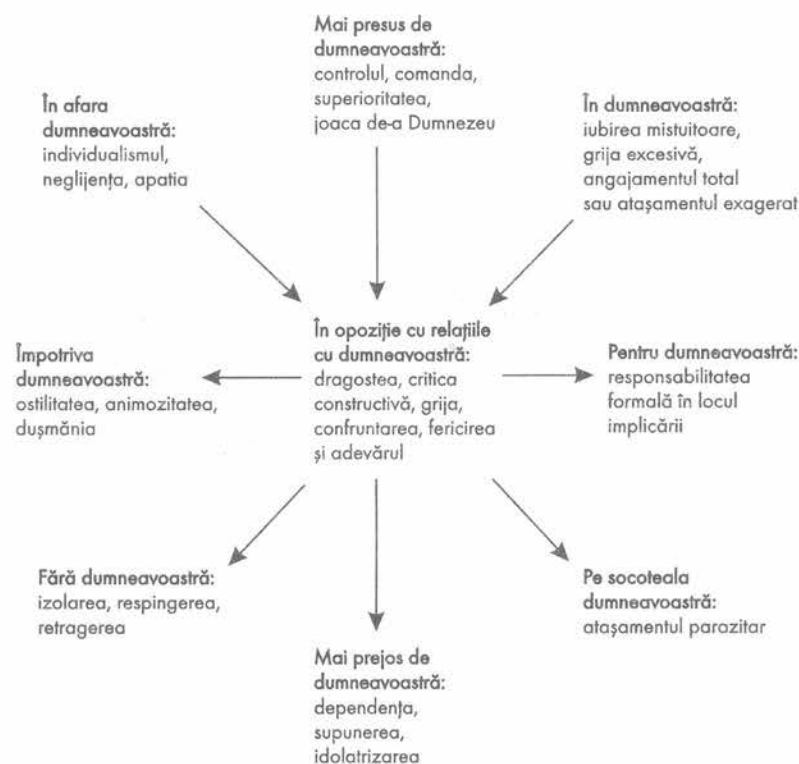 Mai presus de
dumneavoastră:
controlul, comanda,
superioritatea,
joaca de-a Dumnezeu
În afara
dumneavoastră:
individualismul,
neglijența, apatia
În dumneavoastră:
iubirea mistuitoare,
grija excesivă,
angajamentul total
sau atașamentul exagerat
Împotriva
dumneavoastră:
ostilitatea, animozitatea,
dușmănia
În opoziție cu relațiile
cu dumneavoastră:
dragostea, critica
constructivă, grija,
confruntarea, fericirea
și adevărul
Pentru dumneavoastră:
responsabilitatea
formală în locul
implicării
Fără dumneavoastră:
izolarea, respingerea,
retragerea
Mai prejos de
dumneavoastră:
dependența,
supunerea,
idolatrizarea
Pe socoteala
dumneavoastră:
atașamentul parazitar